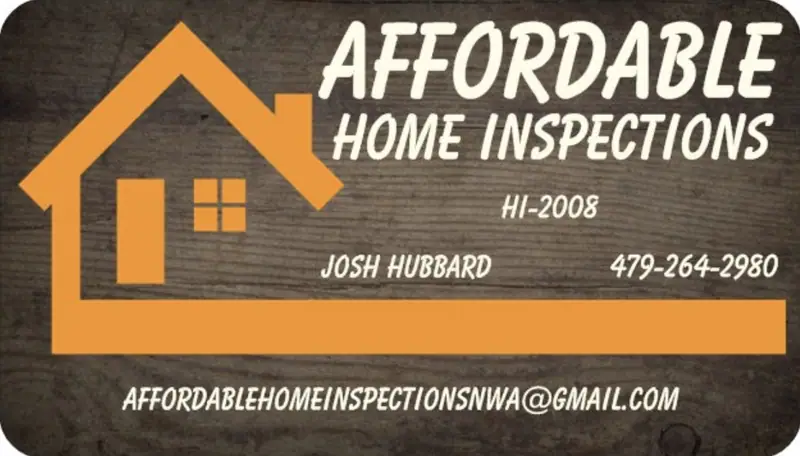 AFFORDABLE
HOME INSPECTIONS
HI-2008
JOSH HUBBARD 479-264-2980
AFFORDABLEHOMEINSPECTIONSNWA@GMAIL.COM